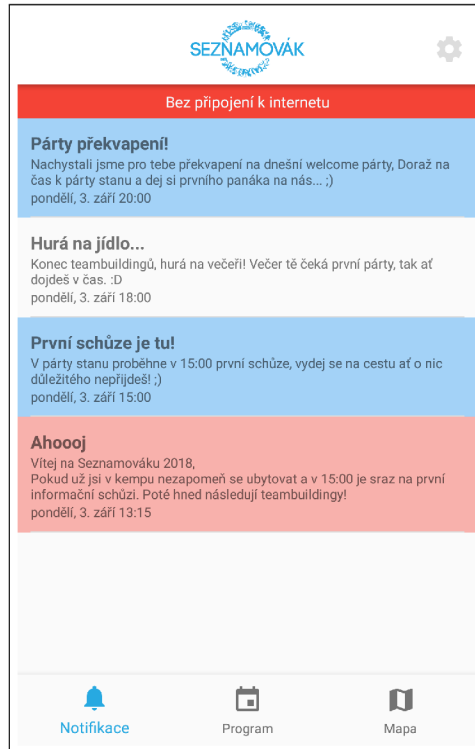 SEZNAMOVÁK
Bez připojení k internetu
Párty překvapení!
Nachystali jsme pro tebe překvapení na dnešní welcome párty, Doraž na
čas k párty stanu a dej si prvního panáka na nás... ;)
pondělí, 3. září 20:00
Hurá na jídlo...
Konec teambuildingů, hurá na večeři! Večer tě čeká první párty, tak ať
dojdeš v čas. :D
pondělí, 3. září 18:00
První schůze je tu!
V párty stanu proběhne v 15:00 první schůze, vydej se na cestu ať o nic
důležitého nepřijdeš! ;)
pondělí, 3. září 15:00
Ahoooj
Vítej na Seznamováku 2018,
Pokud už jsi v kempu nezapomeň se ubytovat a v 15:00 je sraz na první
informační schůzi. Poté hned následují teambuildingy!
pondělí, 3. září 13:15
Notifikace
Program
Mapa